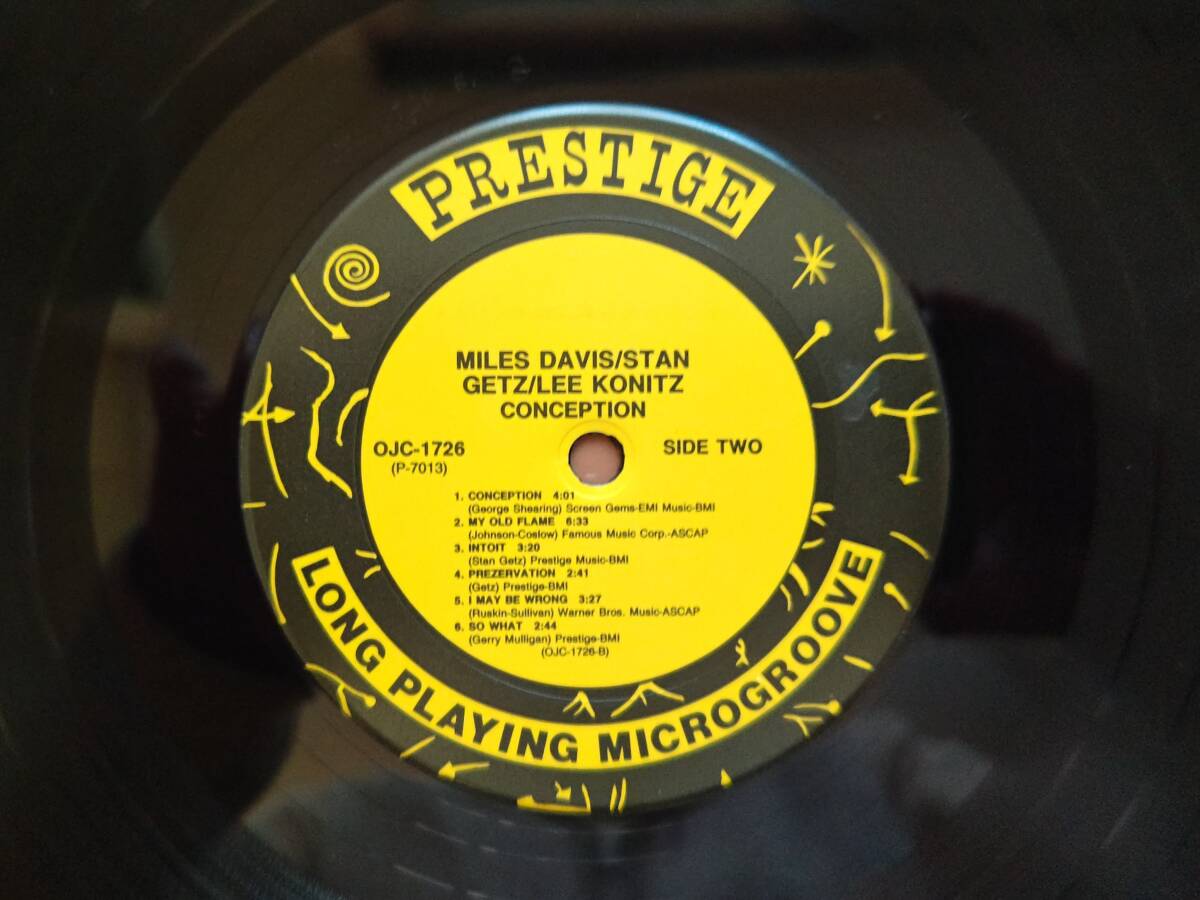 PRESTIGE
MILES DAVIS/STAN
GETZ/LEE KONITZ
CONCEPTION
OJC-1726
(P-7013)
SIDE TWO
1. CONCEPTION 4:01
(George Shearing) Screen Gems-EMI Music-BMI
2. MY OLD FLAME 6:33
(Johnson-Coslow) Famous Music Corp.-ASCAP
3. INTOIT 3:20
(Stan Getz) Prestige Music-BMI
4. PREZERVATION 2:41
(Getz) Prestige-BMI
5. I MAY BE WRONG 3:27
(Ruskin-Sullivan) Warner Bros. Music-ASCAP
6. SO WHAT 2:44
(Gerry Mulligan) Prestige-BMI
(OJC-1726-B)
LONG PLAYING MICROGROOVE